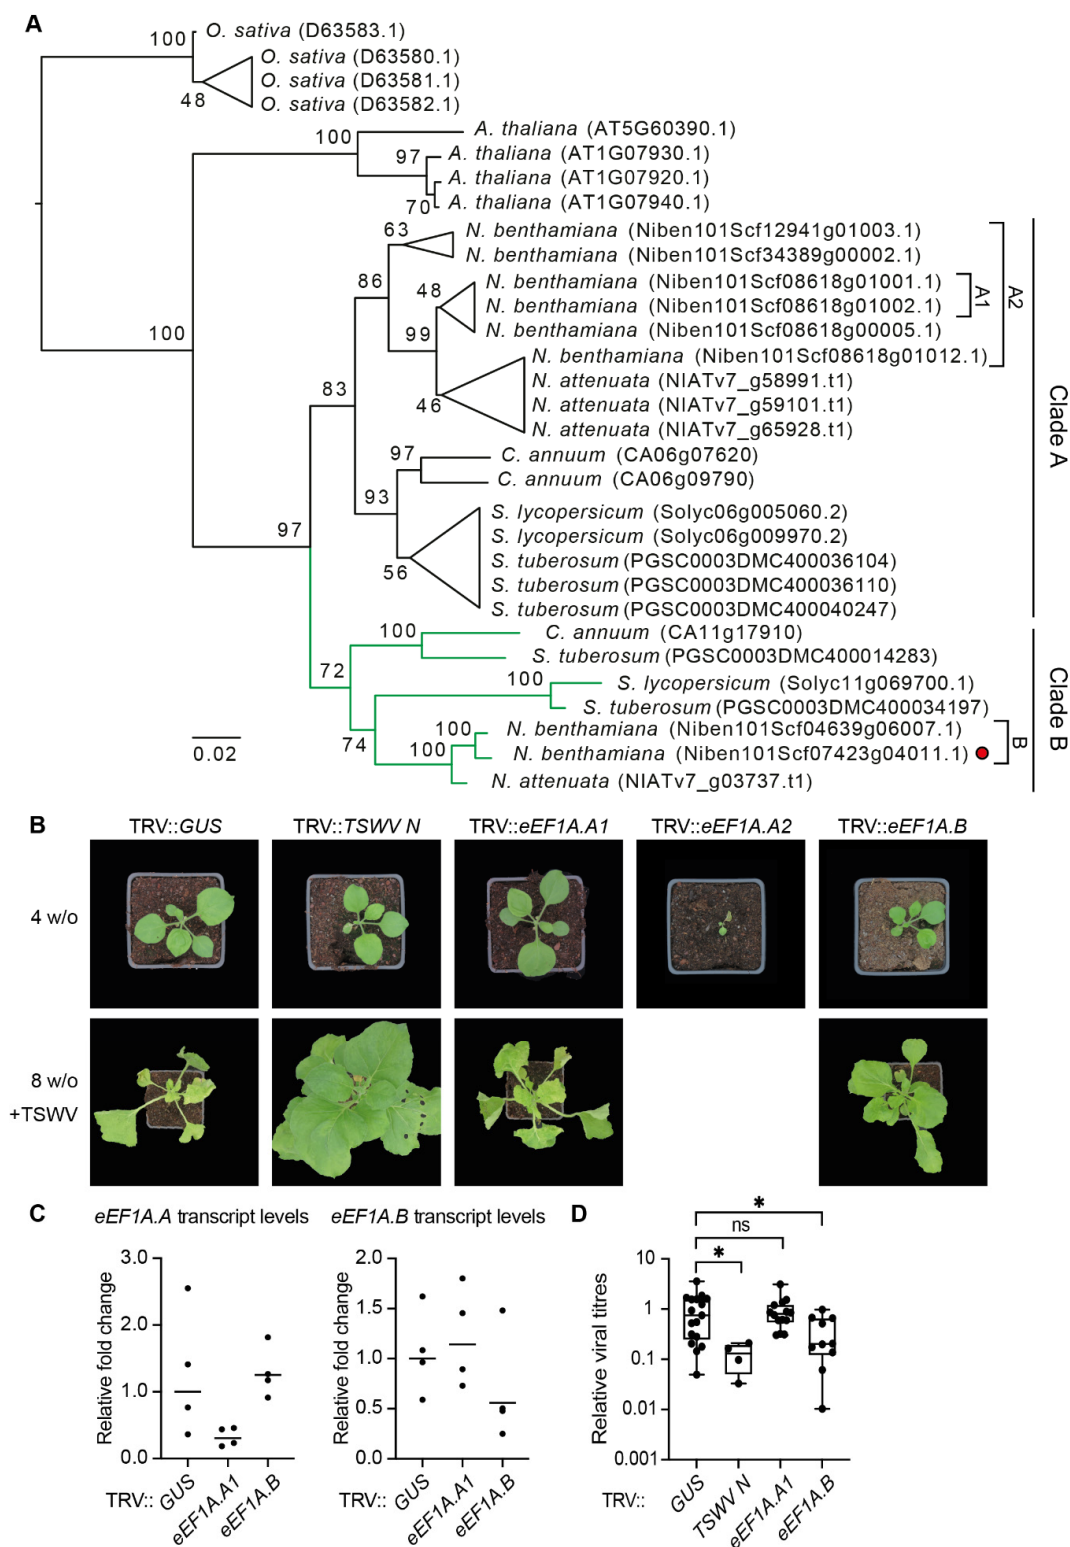 A
100
O. sativa (D63583.1)
O. sativa (D63580.1)
O. sativa (D63581.1)
48
O. sativa (D63582.1)
100
A. thaliana (AT5G60390.1)
97
A. thaliana (AT1G07930.1)
A. thaliana (AT1G07920.1)
70
A. thaliana (AT1G07940.1)
63
N. benthamiana (Niben101Scf12941g01003.1)
N. benthamiana (Niben101Scf34389g00002.1)
86
48
N. benthamiana (Niben101Scf08618g01001.1)
N. benthamiana (Niben101Scf08618g01002.1)
A1
A2
100
99
N. benthamiana (Niben101Scf08618g00005.1)
N. benthamiana (Niben101Scf08618g01012.1)
83
N. attenuata (NIATv7_g58991.t1)
46
N. attenuata (NIATv7_g59101.t1)
N. attenuata (NIATv7_g65928.t1)
Clade A
97
C. annuum (CA06g07620)
C. annuum (CA06g09790)
93
S. lycopersicum (Solyc06g005060.2)
97
S. lycopersicum (Solyc06g009970.2)
S. tuberosum (PGSC0003DMC400036104)
56
S. tuberosum (PGSC0003DMC400036110)
S. tuberosum (PGSC0003DMC400040247)
100
C. annuum (CA11g17910)
S. tuberosum (PGSC0003DMC400014283)
72
100
S. lycopersicum (Solyc11g069700.1)
S. tuberosum (PGSC0003DMC400034197)
Clade B
74
100
N. benthamiana (Niben101Scf04639g06007.1)
100
N. benthamiana (Niben101Scf07423g04011.1)
B
N. attenuata (NIATv7_g03737.t1)
0.02
B
TRV::GUS
TRV::TSWV N
TRV::eEF1A.A1
TRV::eEF1A.A2
TRV::eEF1A.B
4 w/o
8 w/o
+TSWV
C
eEF1A.A transcript levels
Relative fold change
3.0
2.0
1.0
0.0
TRV::
GUS
eEF1A.A1
eEF1A.B
eEF1A.B transcript levels
Relative fold change
2.0
1.5
1.0
0.5
0.0
GUS
eEF1A.A1
eEF1A.B
D
*
ns
*
Relative viral titres
10
1
0.1
0.01
0.001
TRV::
GUS
TSWV N
eEF1A.A1
eEF1A.B